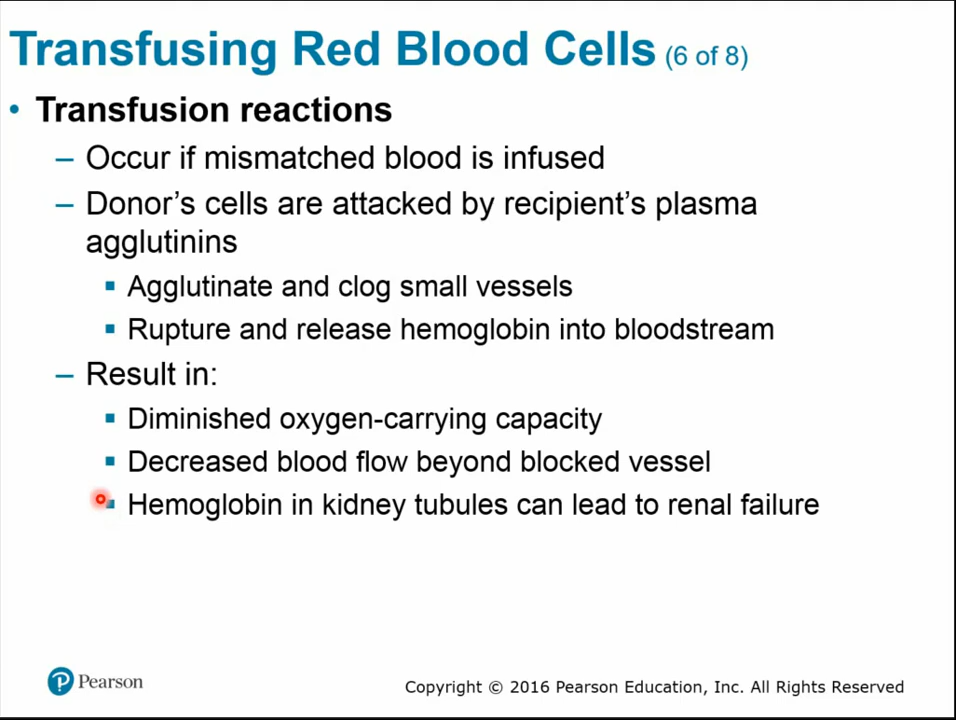 Transfusing Red Blood Cells (6 of 8)
• Transfusion reactions
– Occur if mismatched blood is infused
– Donor’s cells are attacked by recipient’s plasma
agglutinins
▪ Agglutinate and clog small vessels
▪ Rupture and release hemoglobin into bloodstream
– Result in:
▪ Diminished oxygen-carrying capacity
▪ Decreased blood flow beyond blocked vessel
▪ Hemoglobin in kidney tubules can lead to renal failure
P Pearson
Copyright © 2016 Pearson Education, Inc. All Rights Reserved